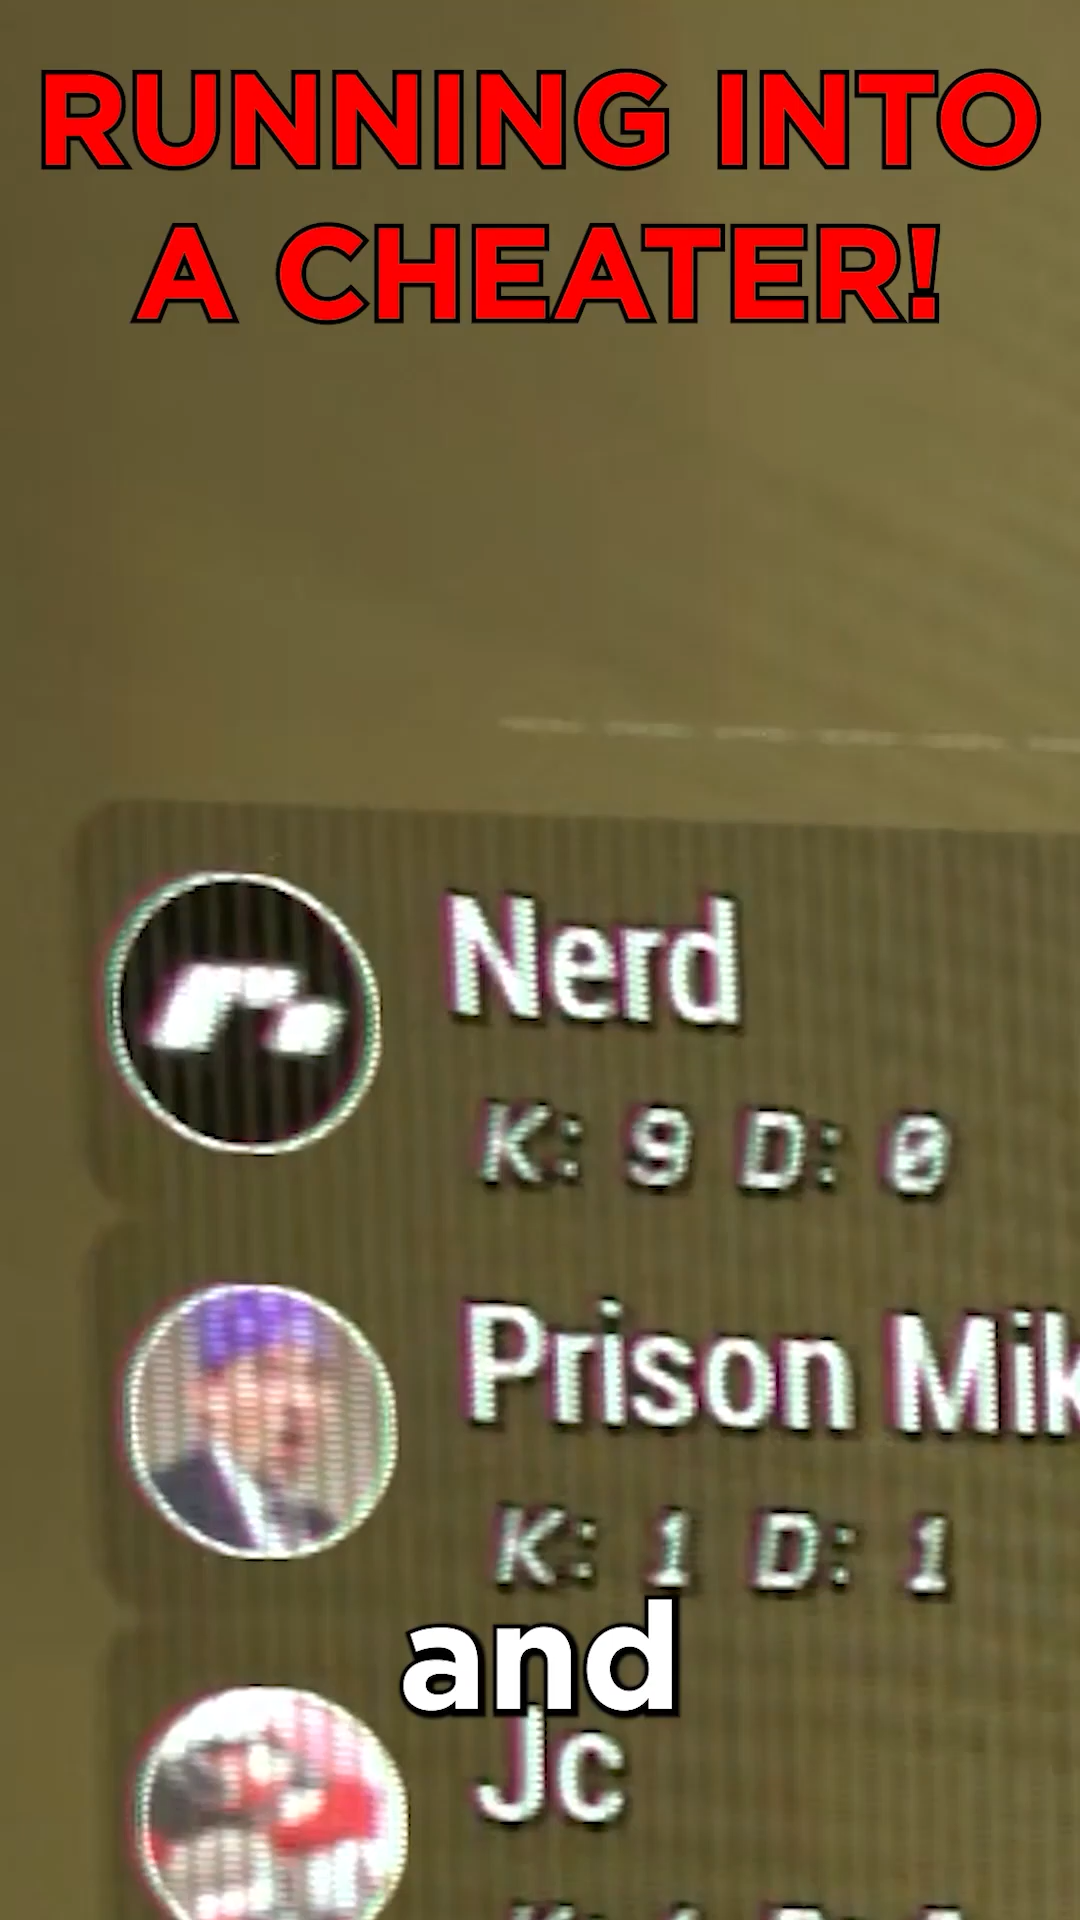 RUNNING INTO
A CHEATER!
Nerd
K: 9 D: 0
Prison Mik
K: 1 D: 1
and
Jc